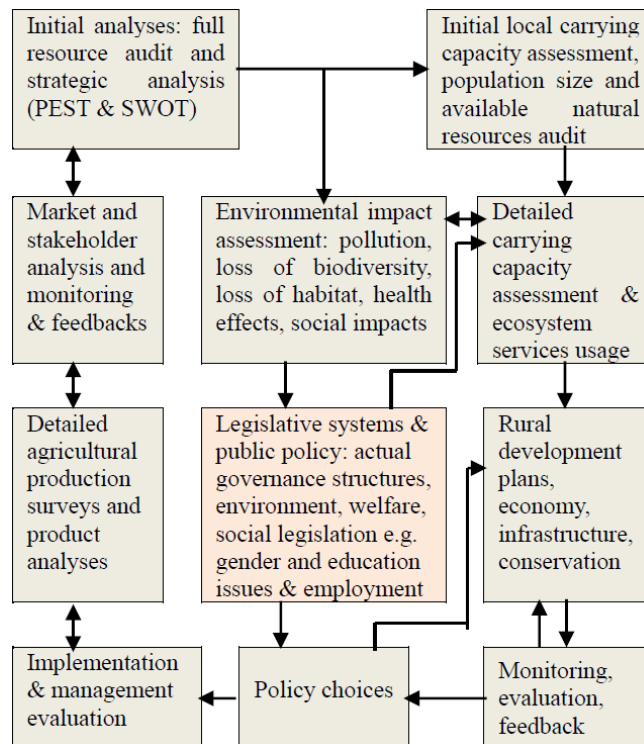 Initial analyses: full
resource audit and
strategic analysis
(PEST & SWOT)
Initial local carrying
capacity assessment,
population size and
available natural
resources audit
Market and
stakeholder
analysis and
monitoring
& feedbacks
Environmental impact
assessment: pollution,
loss of biodiversity,
loss of habitat, health
effects, social impacts
Detailed
carrying
capacity
assessment &
ecosystem
services usage
Detailed
agricultural
production
surveys and
product
analyses
Legislative systems &
public policy: actual
governance structures,
environment, welfare,
social legislation e.g.
gender and education
issues & employment
Rural
development
plans,
economy,
infrastructure,
conservation
Implementation
& management
evaluation
Policy choices
Monitoring,
evaluation,
feedback